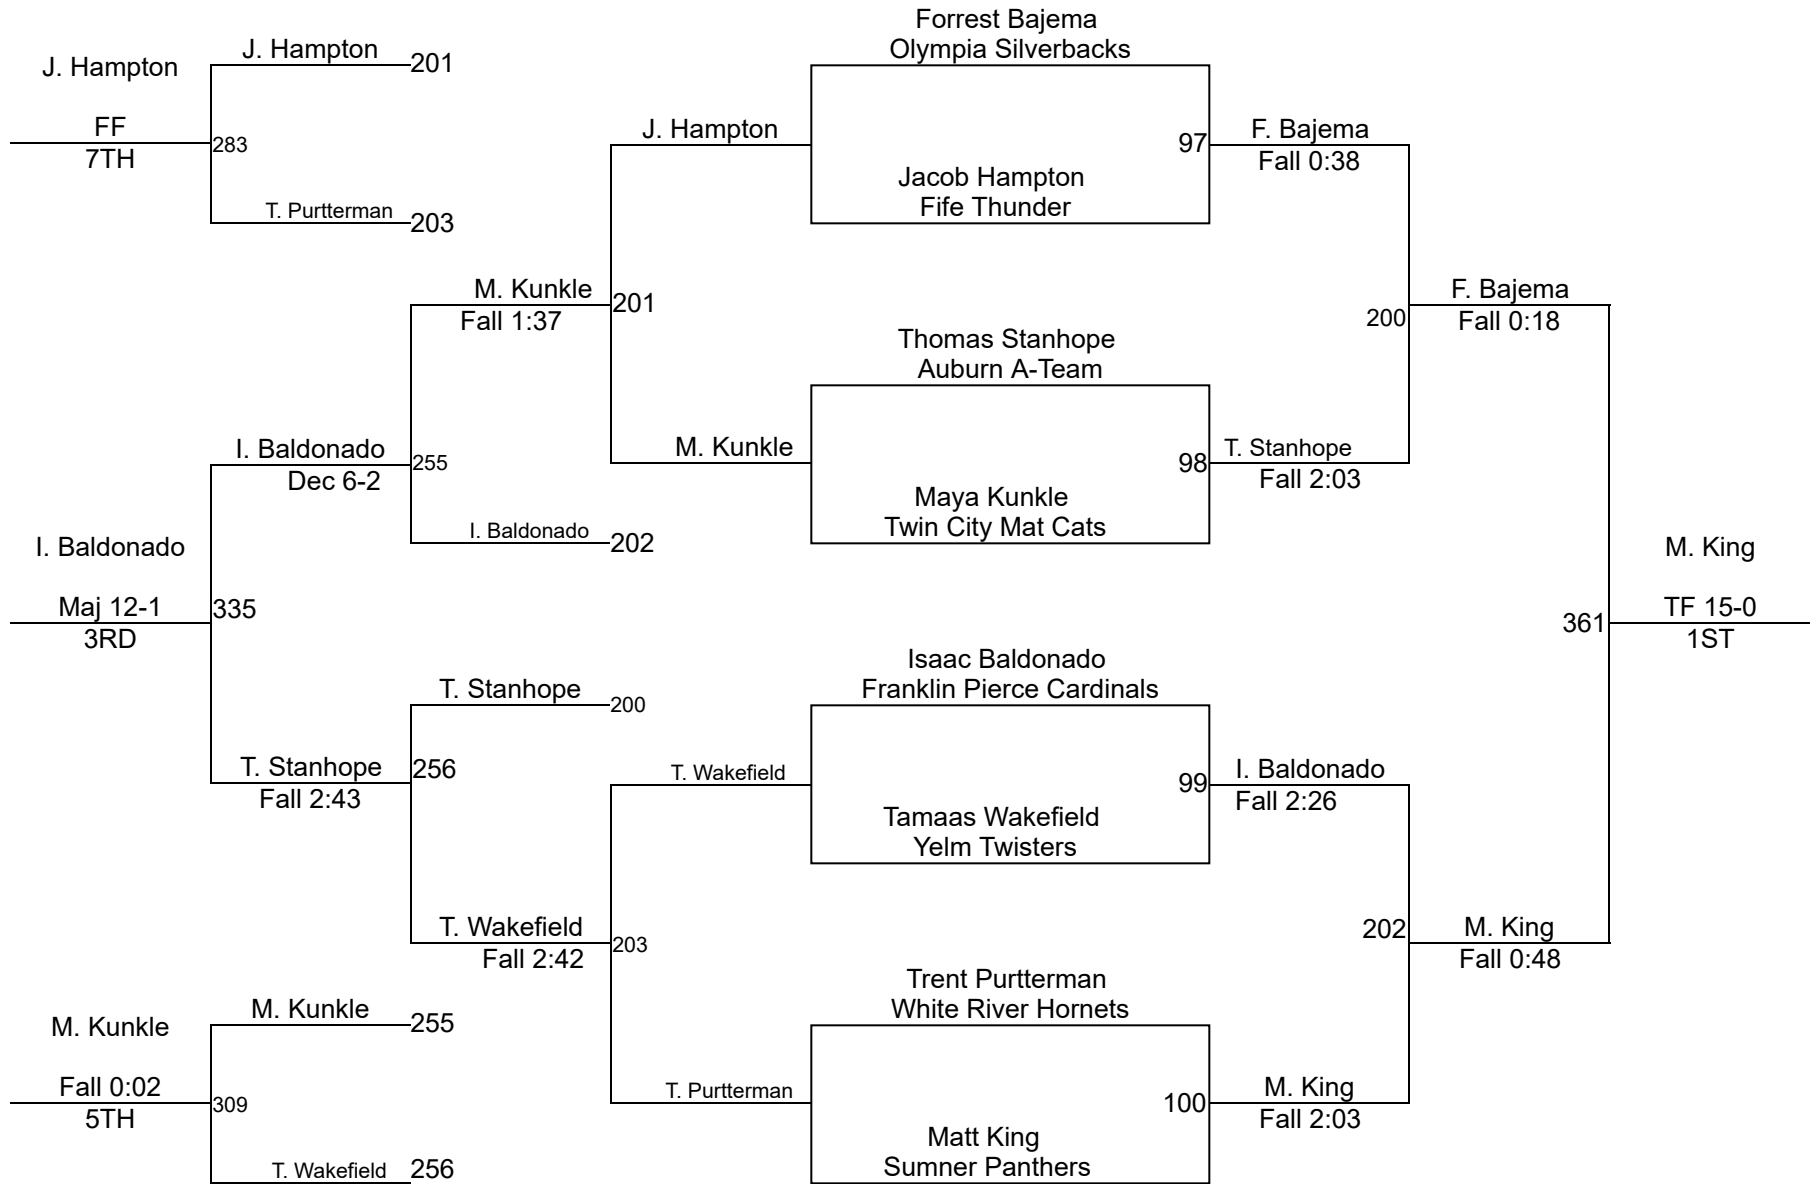 J. Hampton
FF
7TH
J. Hampton
201
283
T. Purtterman
203
J. Hampton
M. Kunkle
Fall 1:37
201
M. Kunkle
I. Baldonado
Dec 6-2
255
I. Baldonado
202
I. Baldonado
Maj 12-1
3RD
335
T. Stanhope
200
T. Stanhope
Fall 2:43
256
T. Wakefield
T. Wakefield
Fall 2:42
203
T. Purtterman
M. Kunkle
Fall 0:02
5TH
M. Kunkle
255
309
T. Wakefield
256
Forrest Bajema
Olympia Silverbacks
97
Jacob Hampton
Fife Thunder
Thomas Stanhope
Auburn A-Team
98
Maya Kunkle
Twin City Mat Cats
Isaac Baldonado
Franklin Pierce Cardinals
99
Tamaas Wakefield
Yelm Twisters
Trent Purtterman
White River Hornets
100
Matt King
Sumner Panthers
F. Bajema
Fall 0:38
200
T. Stanhope
Fall 2:03
I. Baldonado
Fall 2:26
202
M. King
Fall 2:03
F. Bajema
Fall 0:18
361
M. King
Fall 0:48
M. King
TF 15-0
1ST